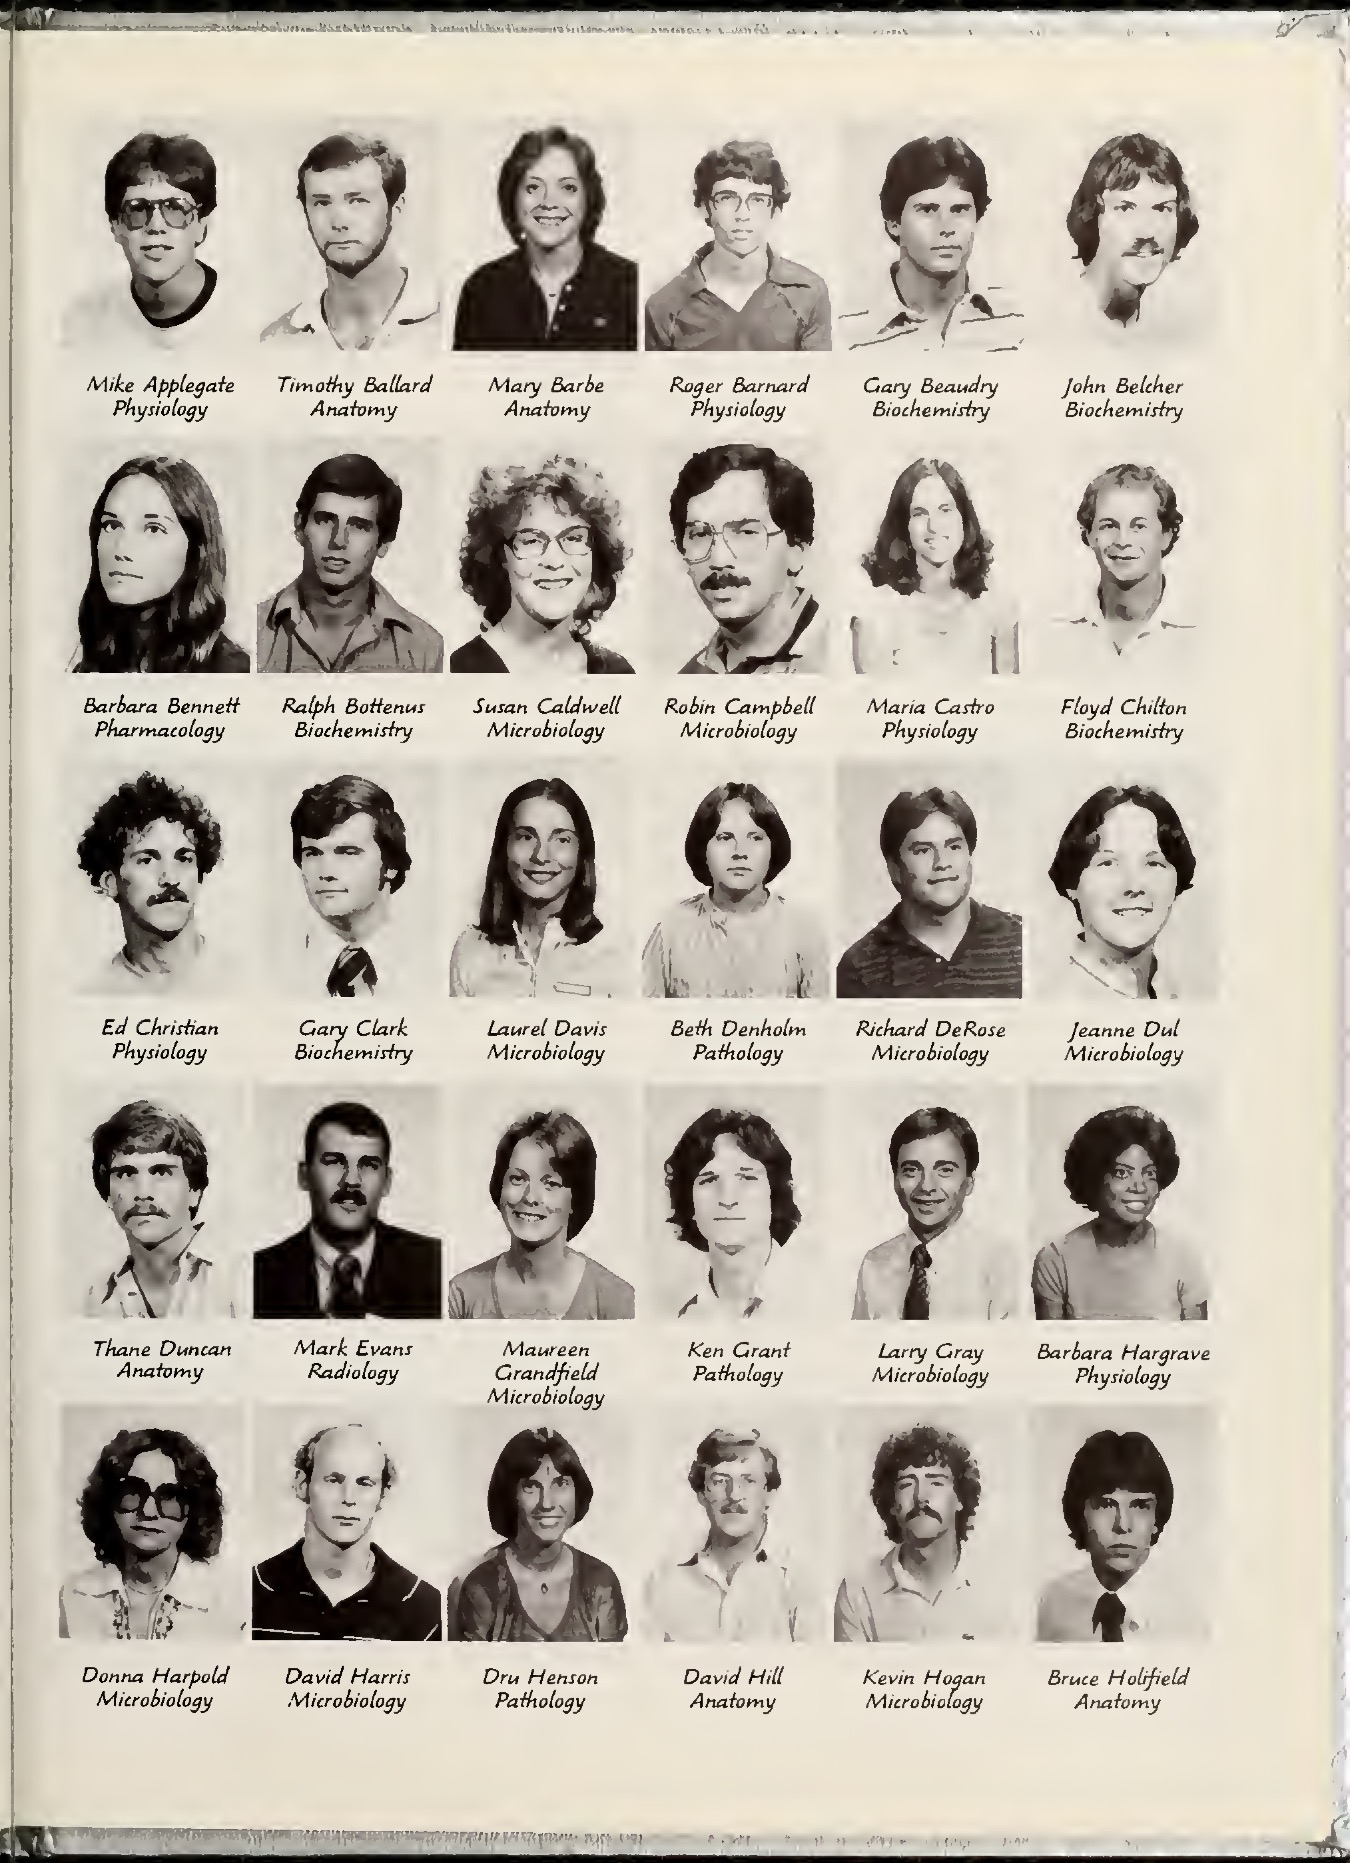 Mike Applegate
Physiology
Timothy Ballard
Anatomy
Mary Barbe
Anatomy
Roger Barnard
Physiology
Gary Beaudry
Biochemistry
John Belcher
Biochemistry
Barbara Bennett
Pharmacology
Ralph Bottenus
Biochemistry
Susan Caldwell
Microbiology
Robin Campbell
Microbiology
Maria Castro
Physiology
Floyd Chilton
Biochemistry
Ed Christian
Physiology
Gary Clark
Biochemistry
Laurel Davis
Microbiology
Beth Denholm
Pathology
Richard DeRose
Microbiology
Jeanne Dul
Microbiology
Thane Duncan
Anatomy
Mark Evans
Radiology
Maureen
Grandfield
Microbiology
Ken Grant
Pathology
Larry Gray
Microbiology
Barbara Hargrave
Physiology
Donna Harpold
Microbiology
David Harris
Microbiology
Dru Henson
Pathology
David Hill
Anatomy
Kevin Hogan
Microbiology
Bruce Holifield
Anatomy